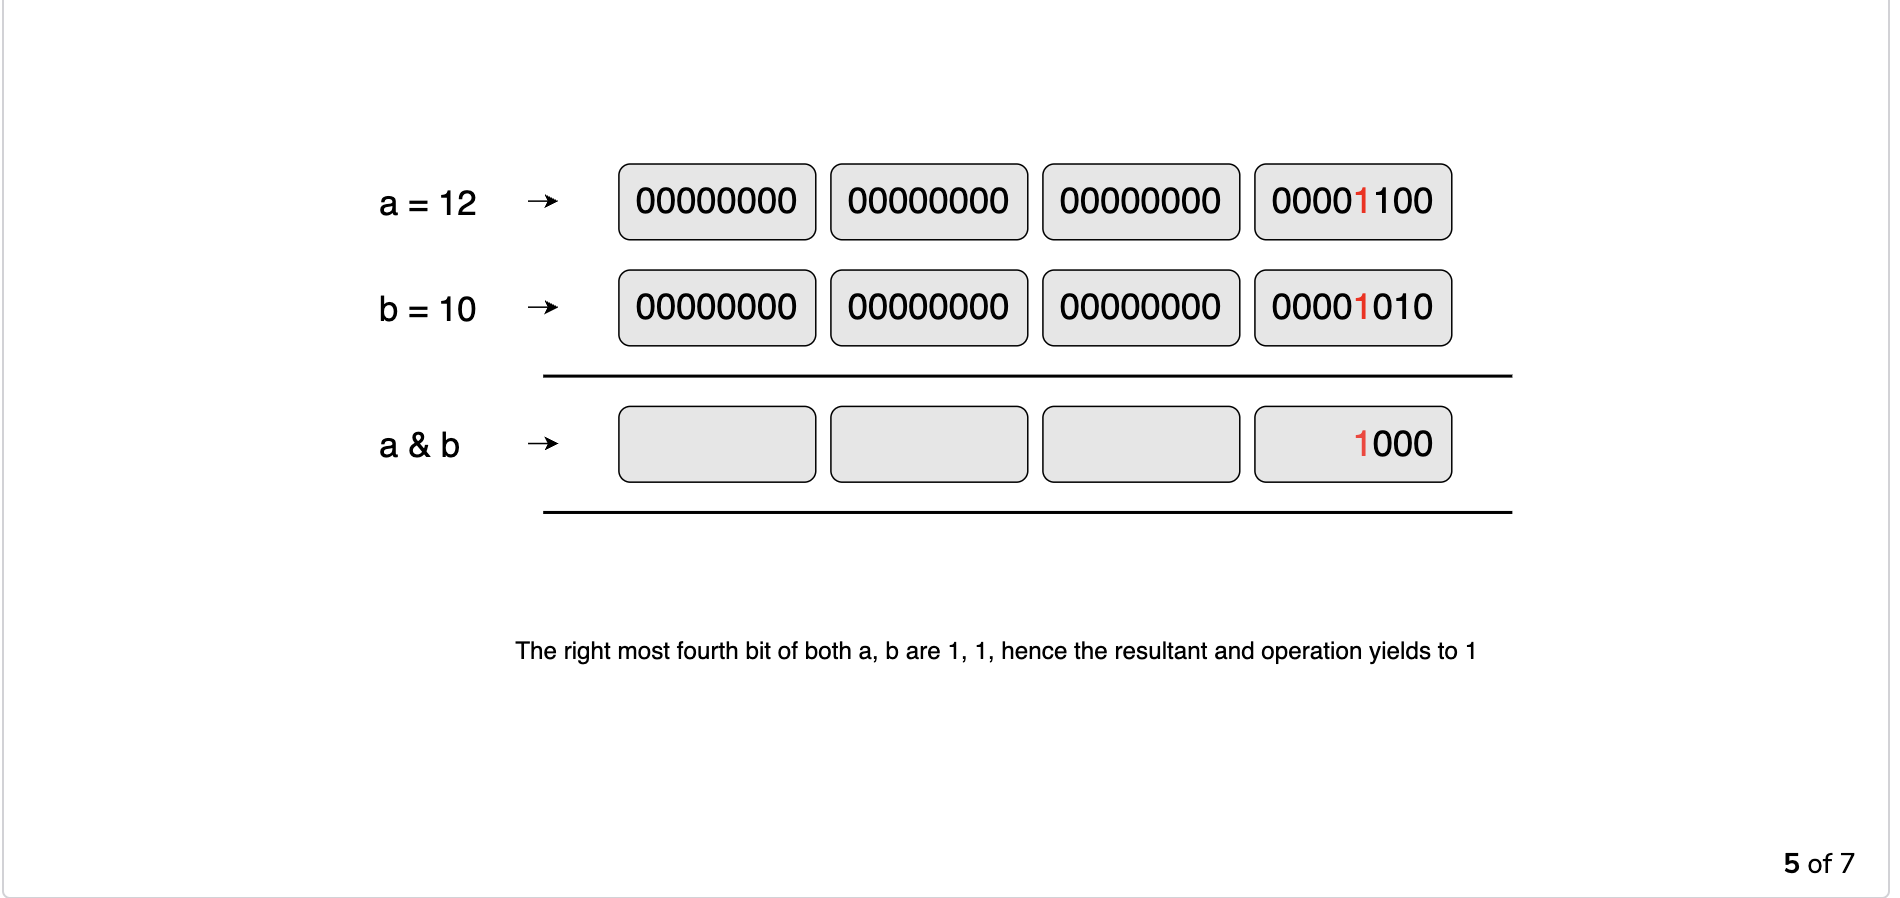 a = 12 → 00000000 00000000 00000000 00001100
b = 10 → 00000000 00000000 00000000 00001010
a & b → 1000
The right most fourth bit of both a, b are 1, 1, hence the resultant and operation yields to 1
5 of 7